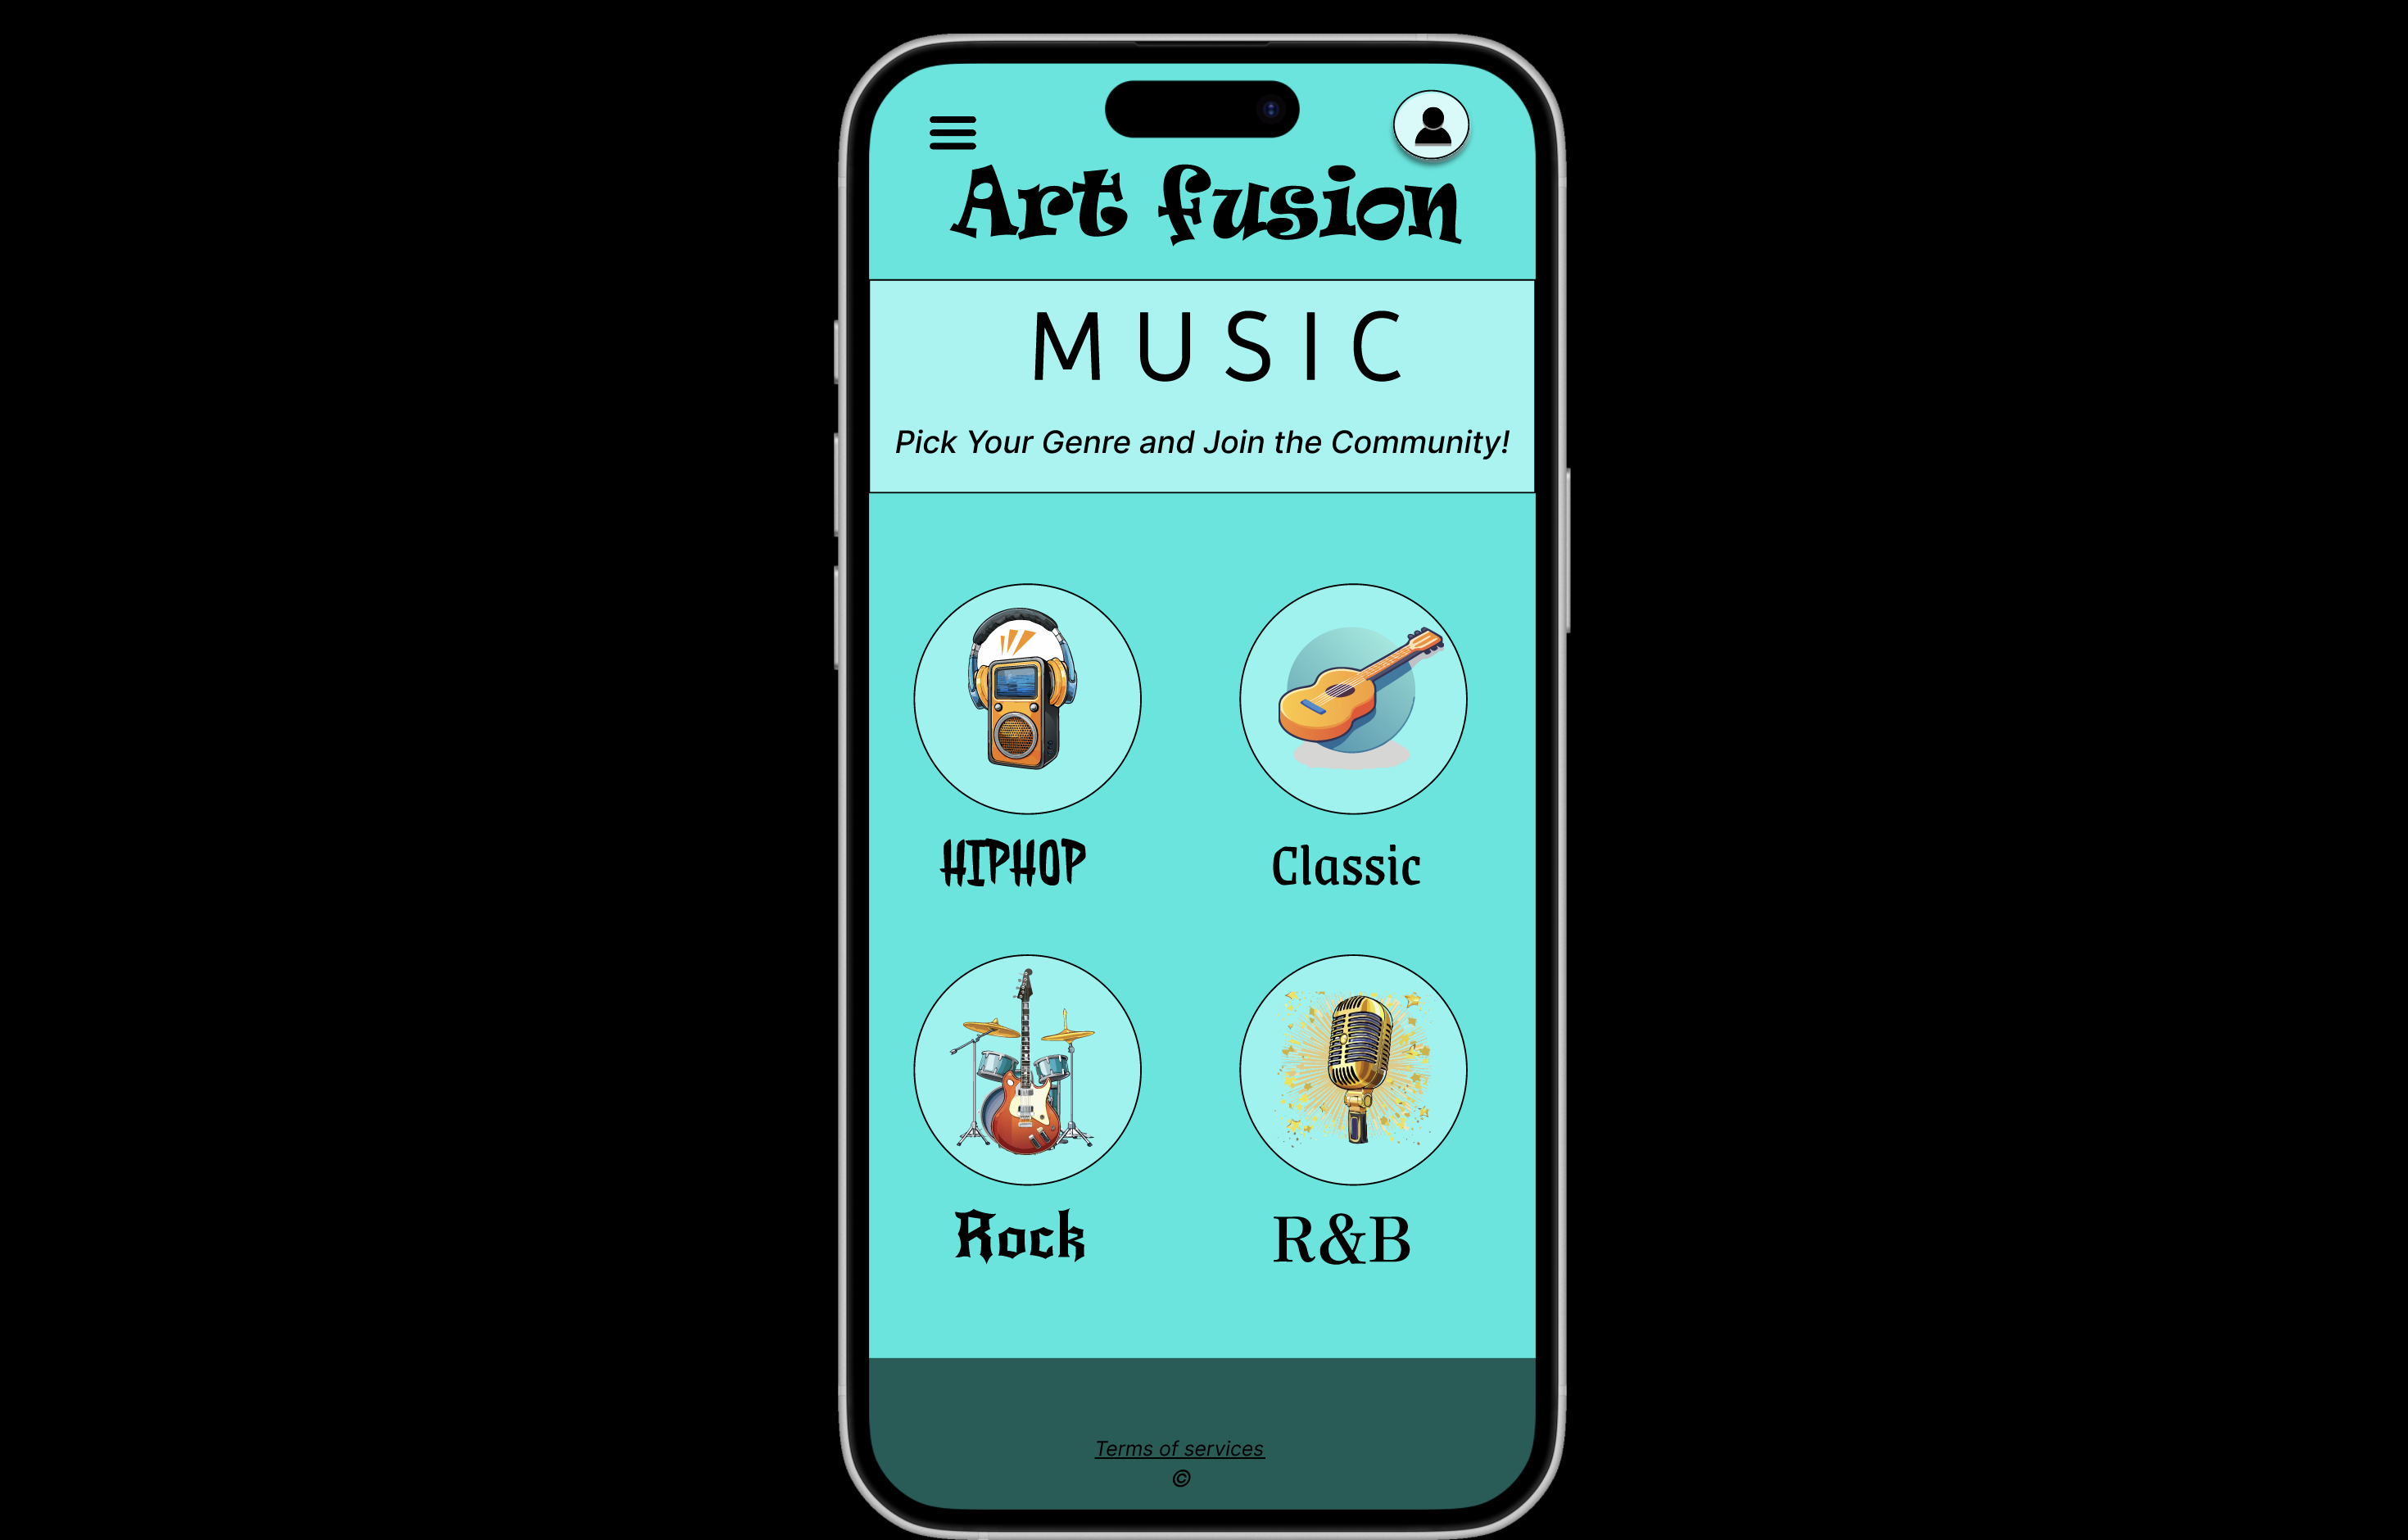 Art fusion
MUSIC
Pick Your Genre and Join the Community!
HIPHOP
Classic
Rock
R&B
Terms of services
©